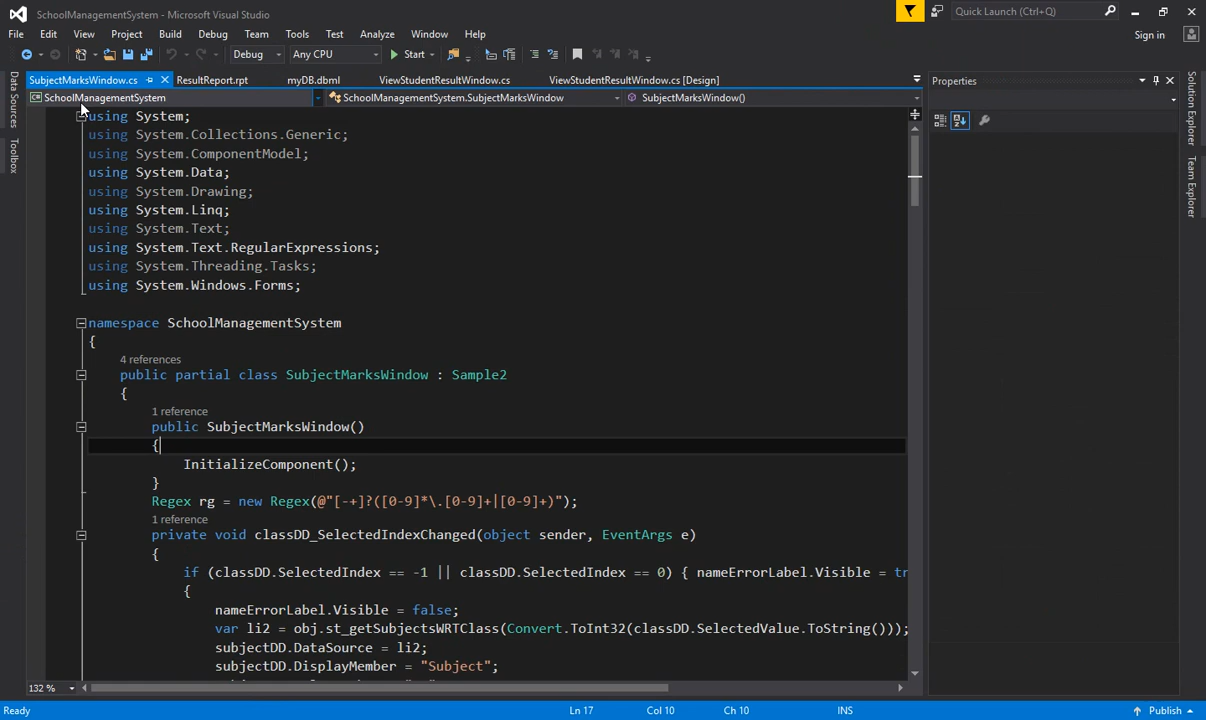 SchoolManagementSystem - Microsoft Visual Studio
Quick Launch (Ctrl+Q)
File Edit View Project Build Debug Team Tools Test Analyze Window Help
Sign in
Debug Any CPU Start
SubjectMarksWindow.cs ResultReport.rpt myDB.dbml ViewStudentResultWindow.cs ViewStudentResultWindow.cs [Design]
Properties
SchoolManagementSystem SchoolManagementSystem.SubjectMarksWindow SubjectMarksWindow()
Data Sources
Toolbox
Solution Explorer
Team Explorer
using System;
using System.Collections.Generic;
using System.ComponentModel;
using System.Data;
using System.Drawing;
using System.Linq;
using System.Text;
using System.Text.RegularExpressions;
using System.Threading.Tasks;
using System.Windows.Forms;
namespace SchoolManagementSystem
{
4 references
public partial class SubjectMarksWindow : Sample2
{
1 reference
public SubjectMarksWindow()
{
InitializeComponent();
}
Regex rg = new Regex(@"[-+]?([0-9]*\.[0-9]+|[0-9]+)");
1 reference
private void classDD_SelectedIndexChanged(object sender, EventArgs e)
{
if (classDD.SelectedIndex == -1 || classDD.SelectedIndex == 0) { nameErrorLabel.Visible = tr
{
nameErrorLabel.Visible = false;
var li2 = obj.st_getSubjectsWRTClass(Convert.ToInt32(classDD.SelectedValue.ToString()));
subjectDD.DataSource = li2;
subjectDD.DisplayMember = "Subject";
132 %
Ready Ln 17 Col 10 Ch 10 INS Publish